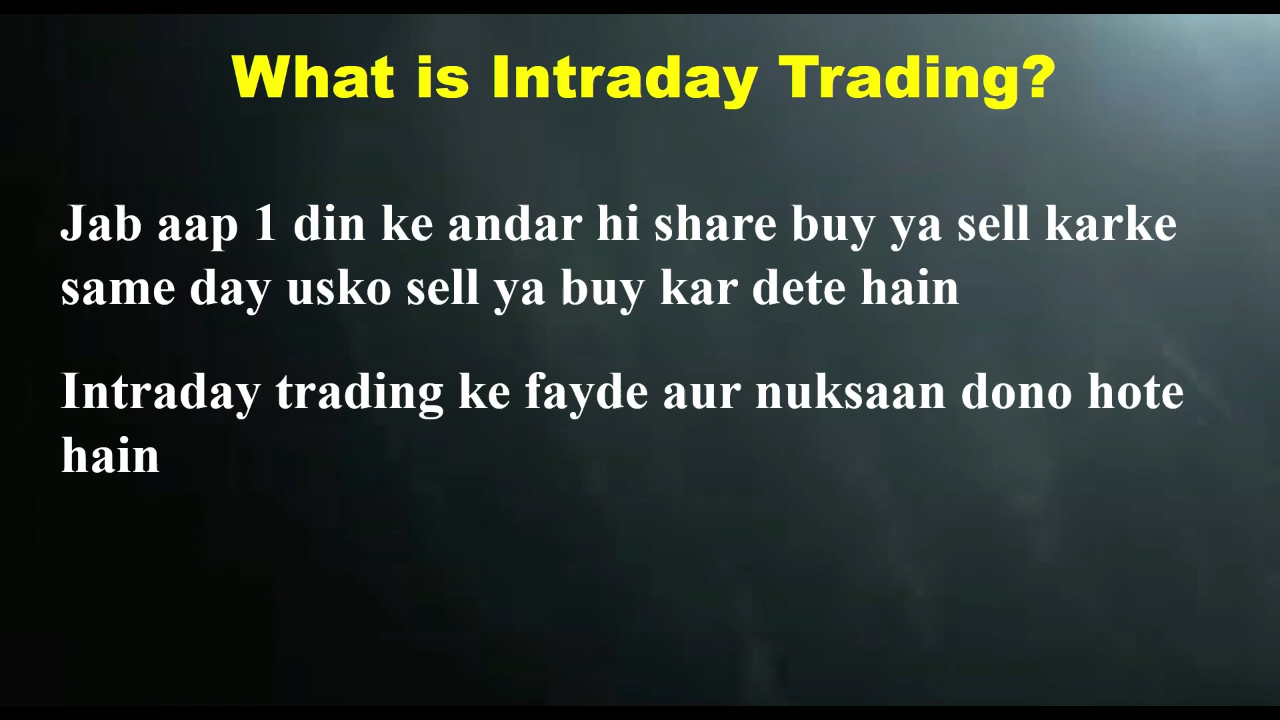 What is Intraday Trading?
Jab aap 1 din ke andar hi share buy ya sell karke
same day usko sell ya buy kar dete hain
Intraday trading ke fayde aur nuksaan dono hote
hain